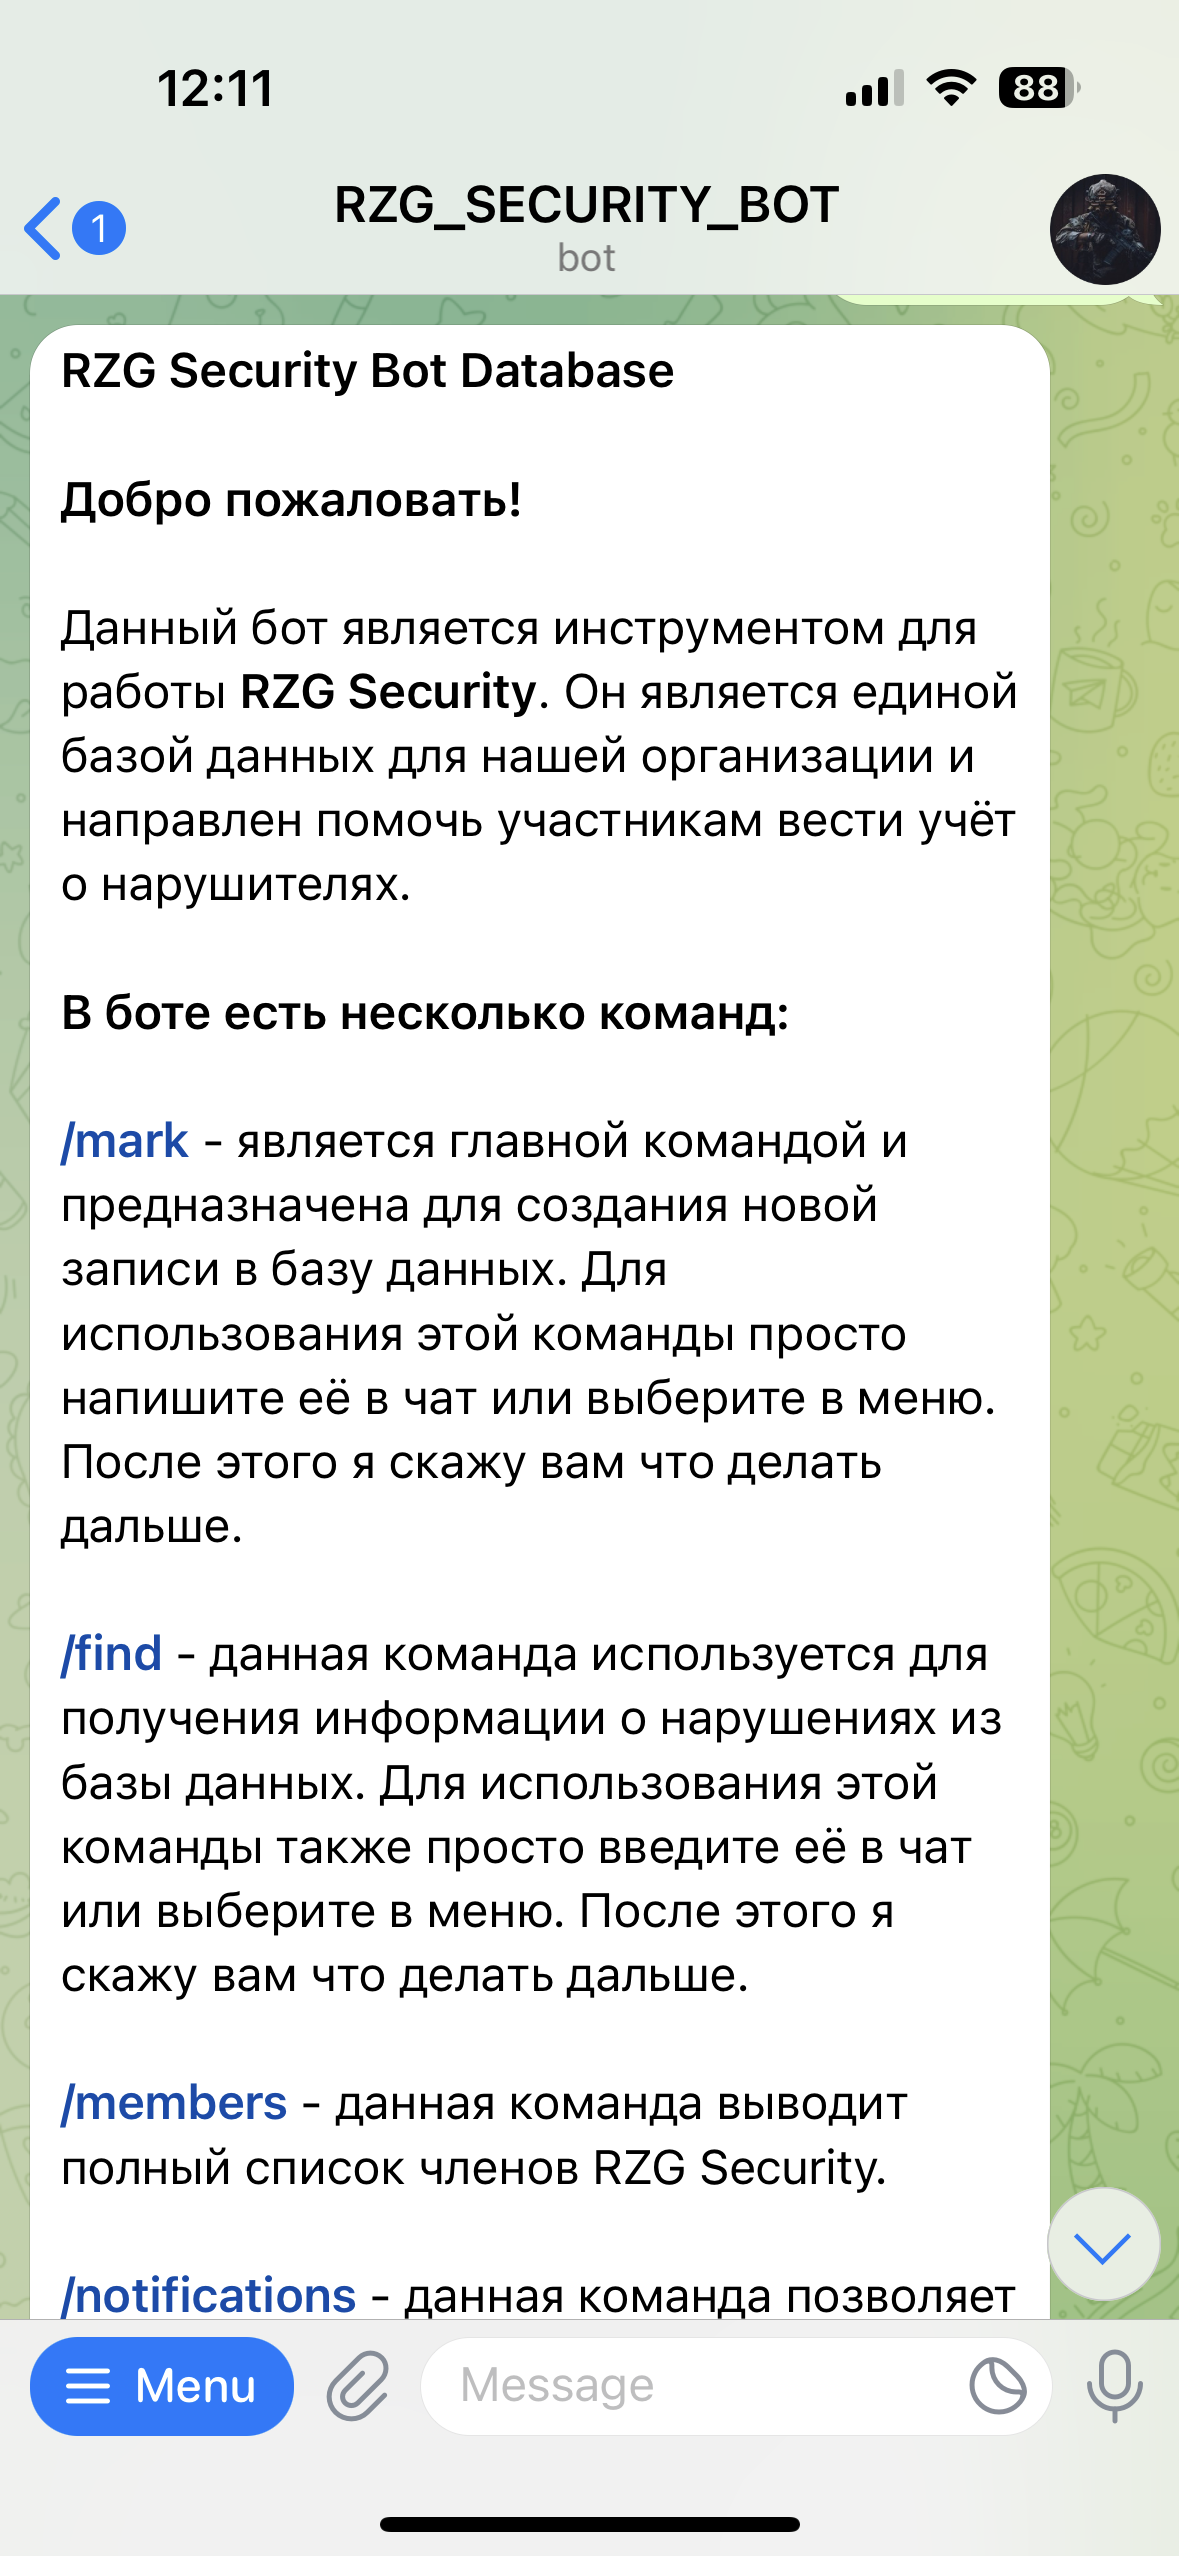 12:11
88
1
RZG_SECURITY_BOT
bot
RZG Security Bot Database
Добро пожаловать!
Данный бот является инструментом для
работы RZG Security. Он является единой
базой данных для нашей организации и
направлен помочь участникам вести учёт
о нарушителях.
В боте есть несколько команд:
/mark - является главной командой и
предназначена для создания новой
записи в базу данных. Для
использования этой команды просто
напишите её в чат или выберите в меню.
После этого я скажу вам что делать
дальше.
/find - данная команда используется для
получения информации о нарушениях из
базы данных. Для использования этой
команды также просто введите её в чат
или выберите в меню. После этого я
скажу вам что делать дальше.
/members - данная команда выводит
полный список членов RZG Security.
/notifications - данная команда позволяет
Menu
Message